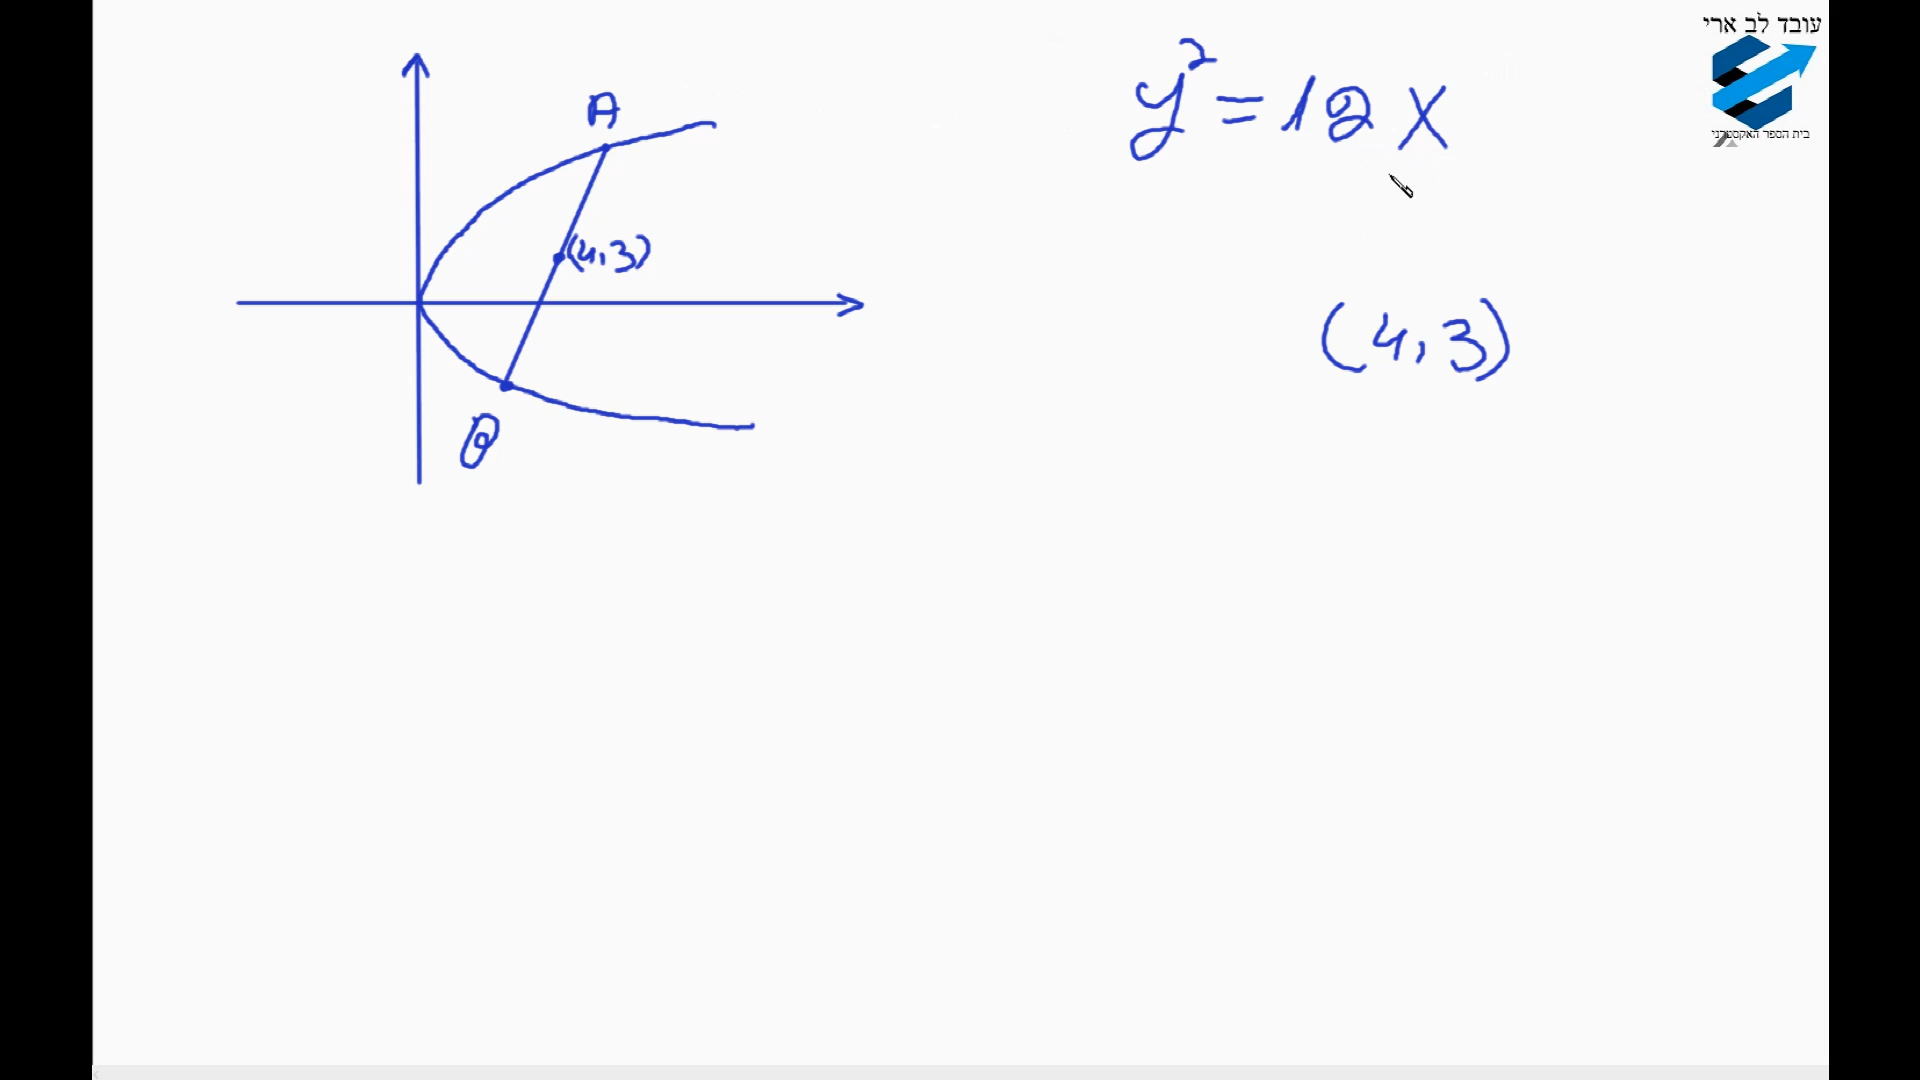 עובד לב ארי
בית הספר האקסטרני
y² = 12x
A
(4,3)
(4,3)
B